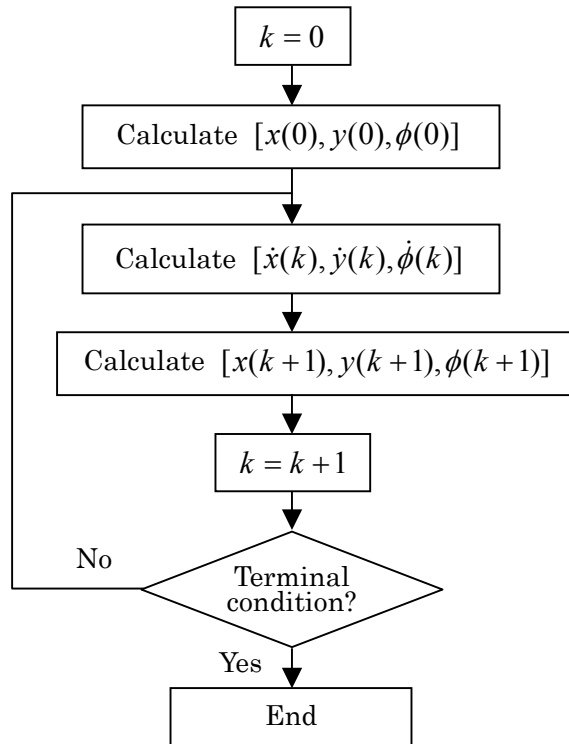 k = 0
Calculate [x(0), y(0), ϕ(0)]
Calculate [ẋ(k), ẏ(k), ϕ̇(k)]
Calculate [x(k+1), y(k+1), ϕ(k+1)]
k = k+1
No
Terminal
condition?
Yes
End